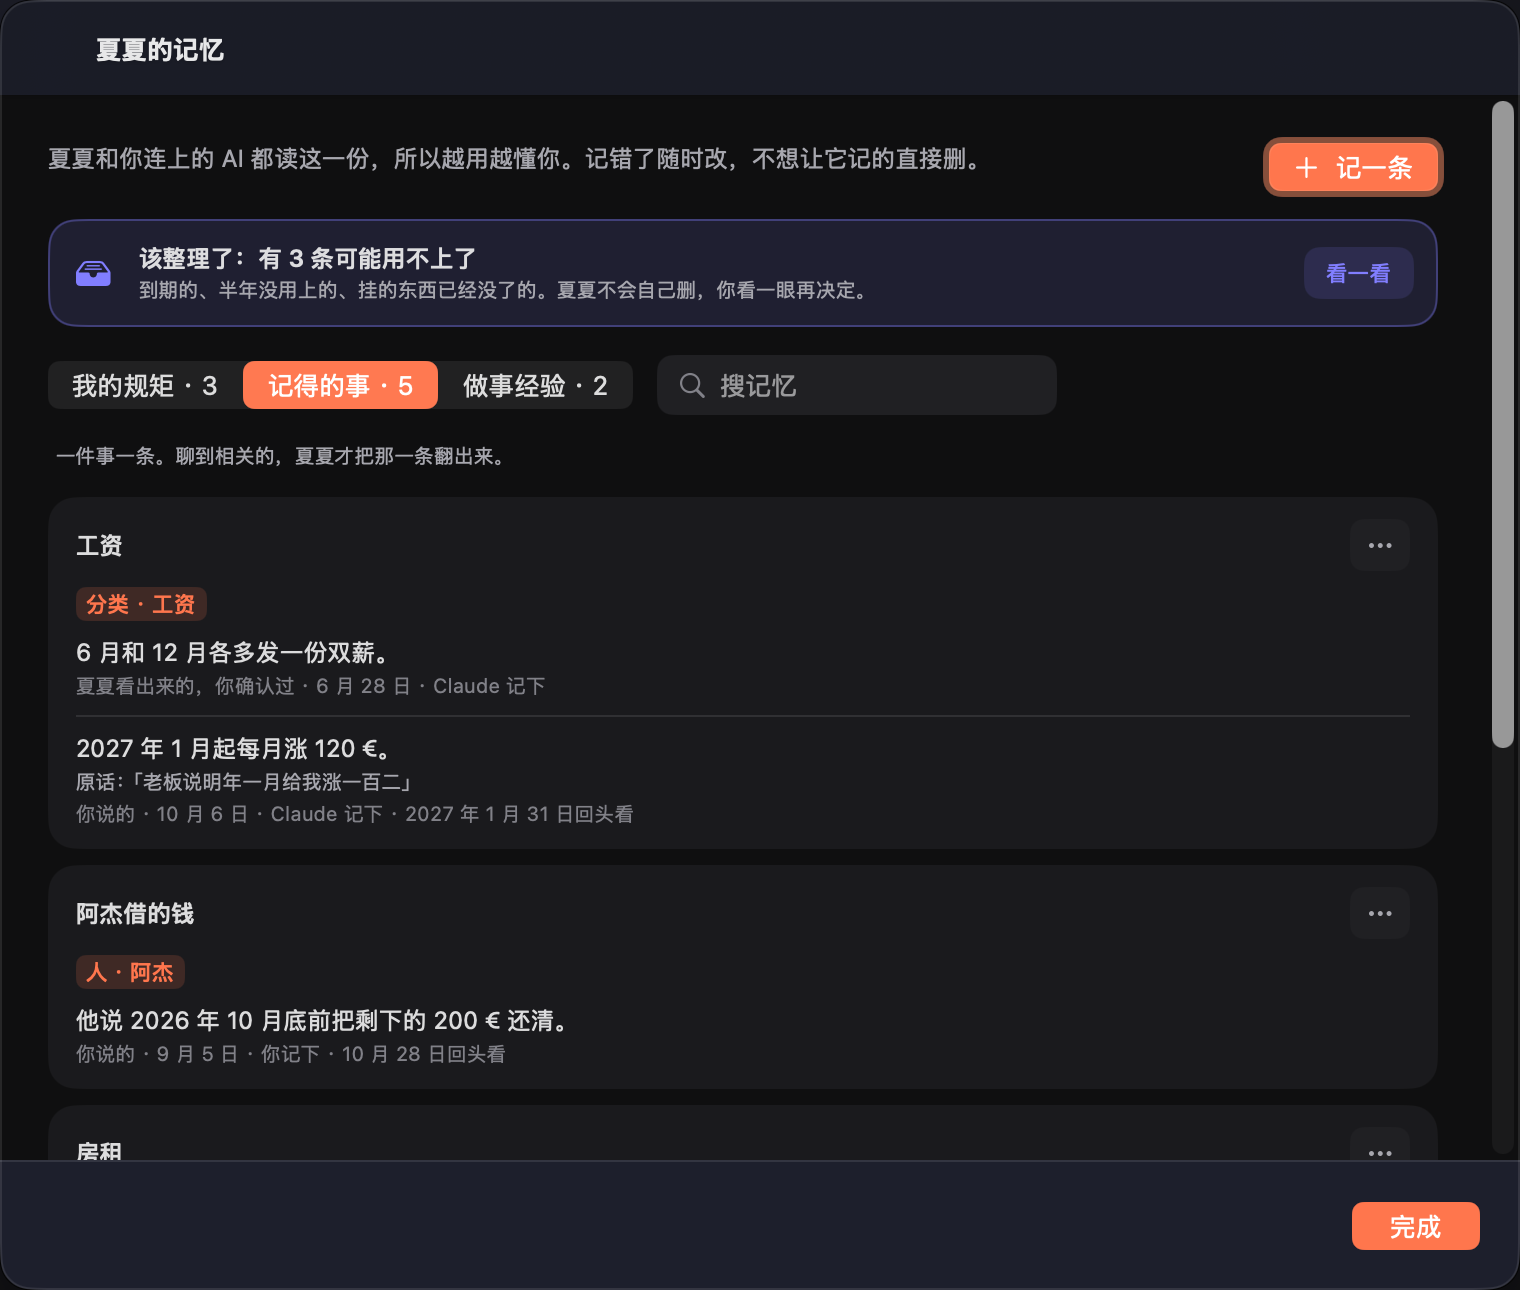 夏夏的记忆
夏夏和你连上的 AI 都读这一份，所以越用越懂你。记错了随时改，不想让它记的直接删。
＋ 记一条
该整理了：有 3 条可能用不上了
到期的、半年没用上的、挂的东西已经没了的。夏夏不会自己删，你看一眼再决定。
看一看
我的规矩 · 3
记得的事 · 5
做事经验 · 2
搜记忆
一件事一条。聊到相关的，夏夏才把那一条翻出来。
工资
分类 · 工资
6 月和 12 月各多发一份双薪。
夏夏看出来的，你确认过 · 6 月 28 日 · Claude 记下
2027 年 1 月起每月涨 120 €。
原话：「老板说明年一月给我涨一百二」
你说的 · 10 月 6 日 · Claude 记下 · 2027 年 1 月 31 日回头看
阿杰借的钱
人 · 阿杰
他说 2026 年 10 月底前把剩下的 200 € 还清。
你说的 · 9 月 5 日 · 你记下 · 10 月 28 日回头看
房租
完成